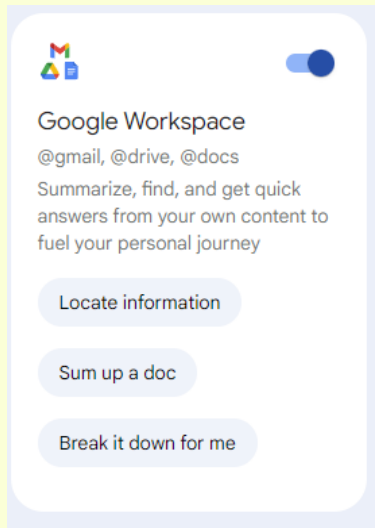 Google Workspace
@gmail, @drive, @docs
Summarize, find, and get quick
answers from your own content to
fuel your personal journey
Locate information
Sum up a doc
Break it down for me